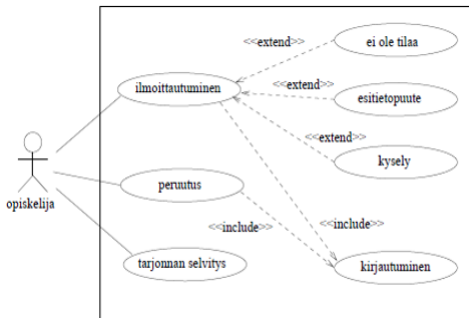 ei ole tilaa
<<extend>>
ilmoittautuminen
<<extend>>
esitietopuute
<<extend>>
kysely
peruutus
opiskelija
<<include>>
<<include>>
tarjonnan selvitys
kirjautuminen